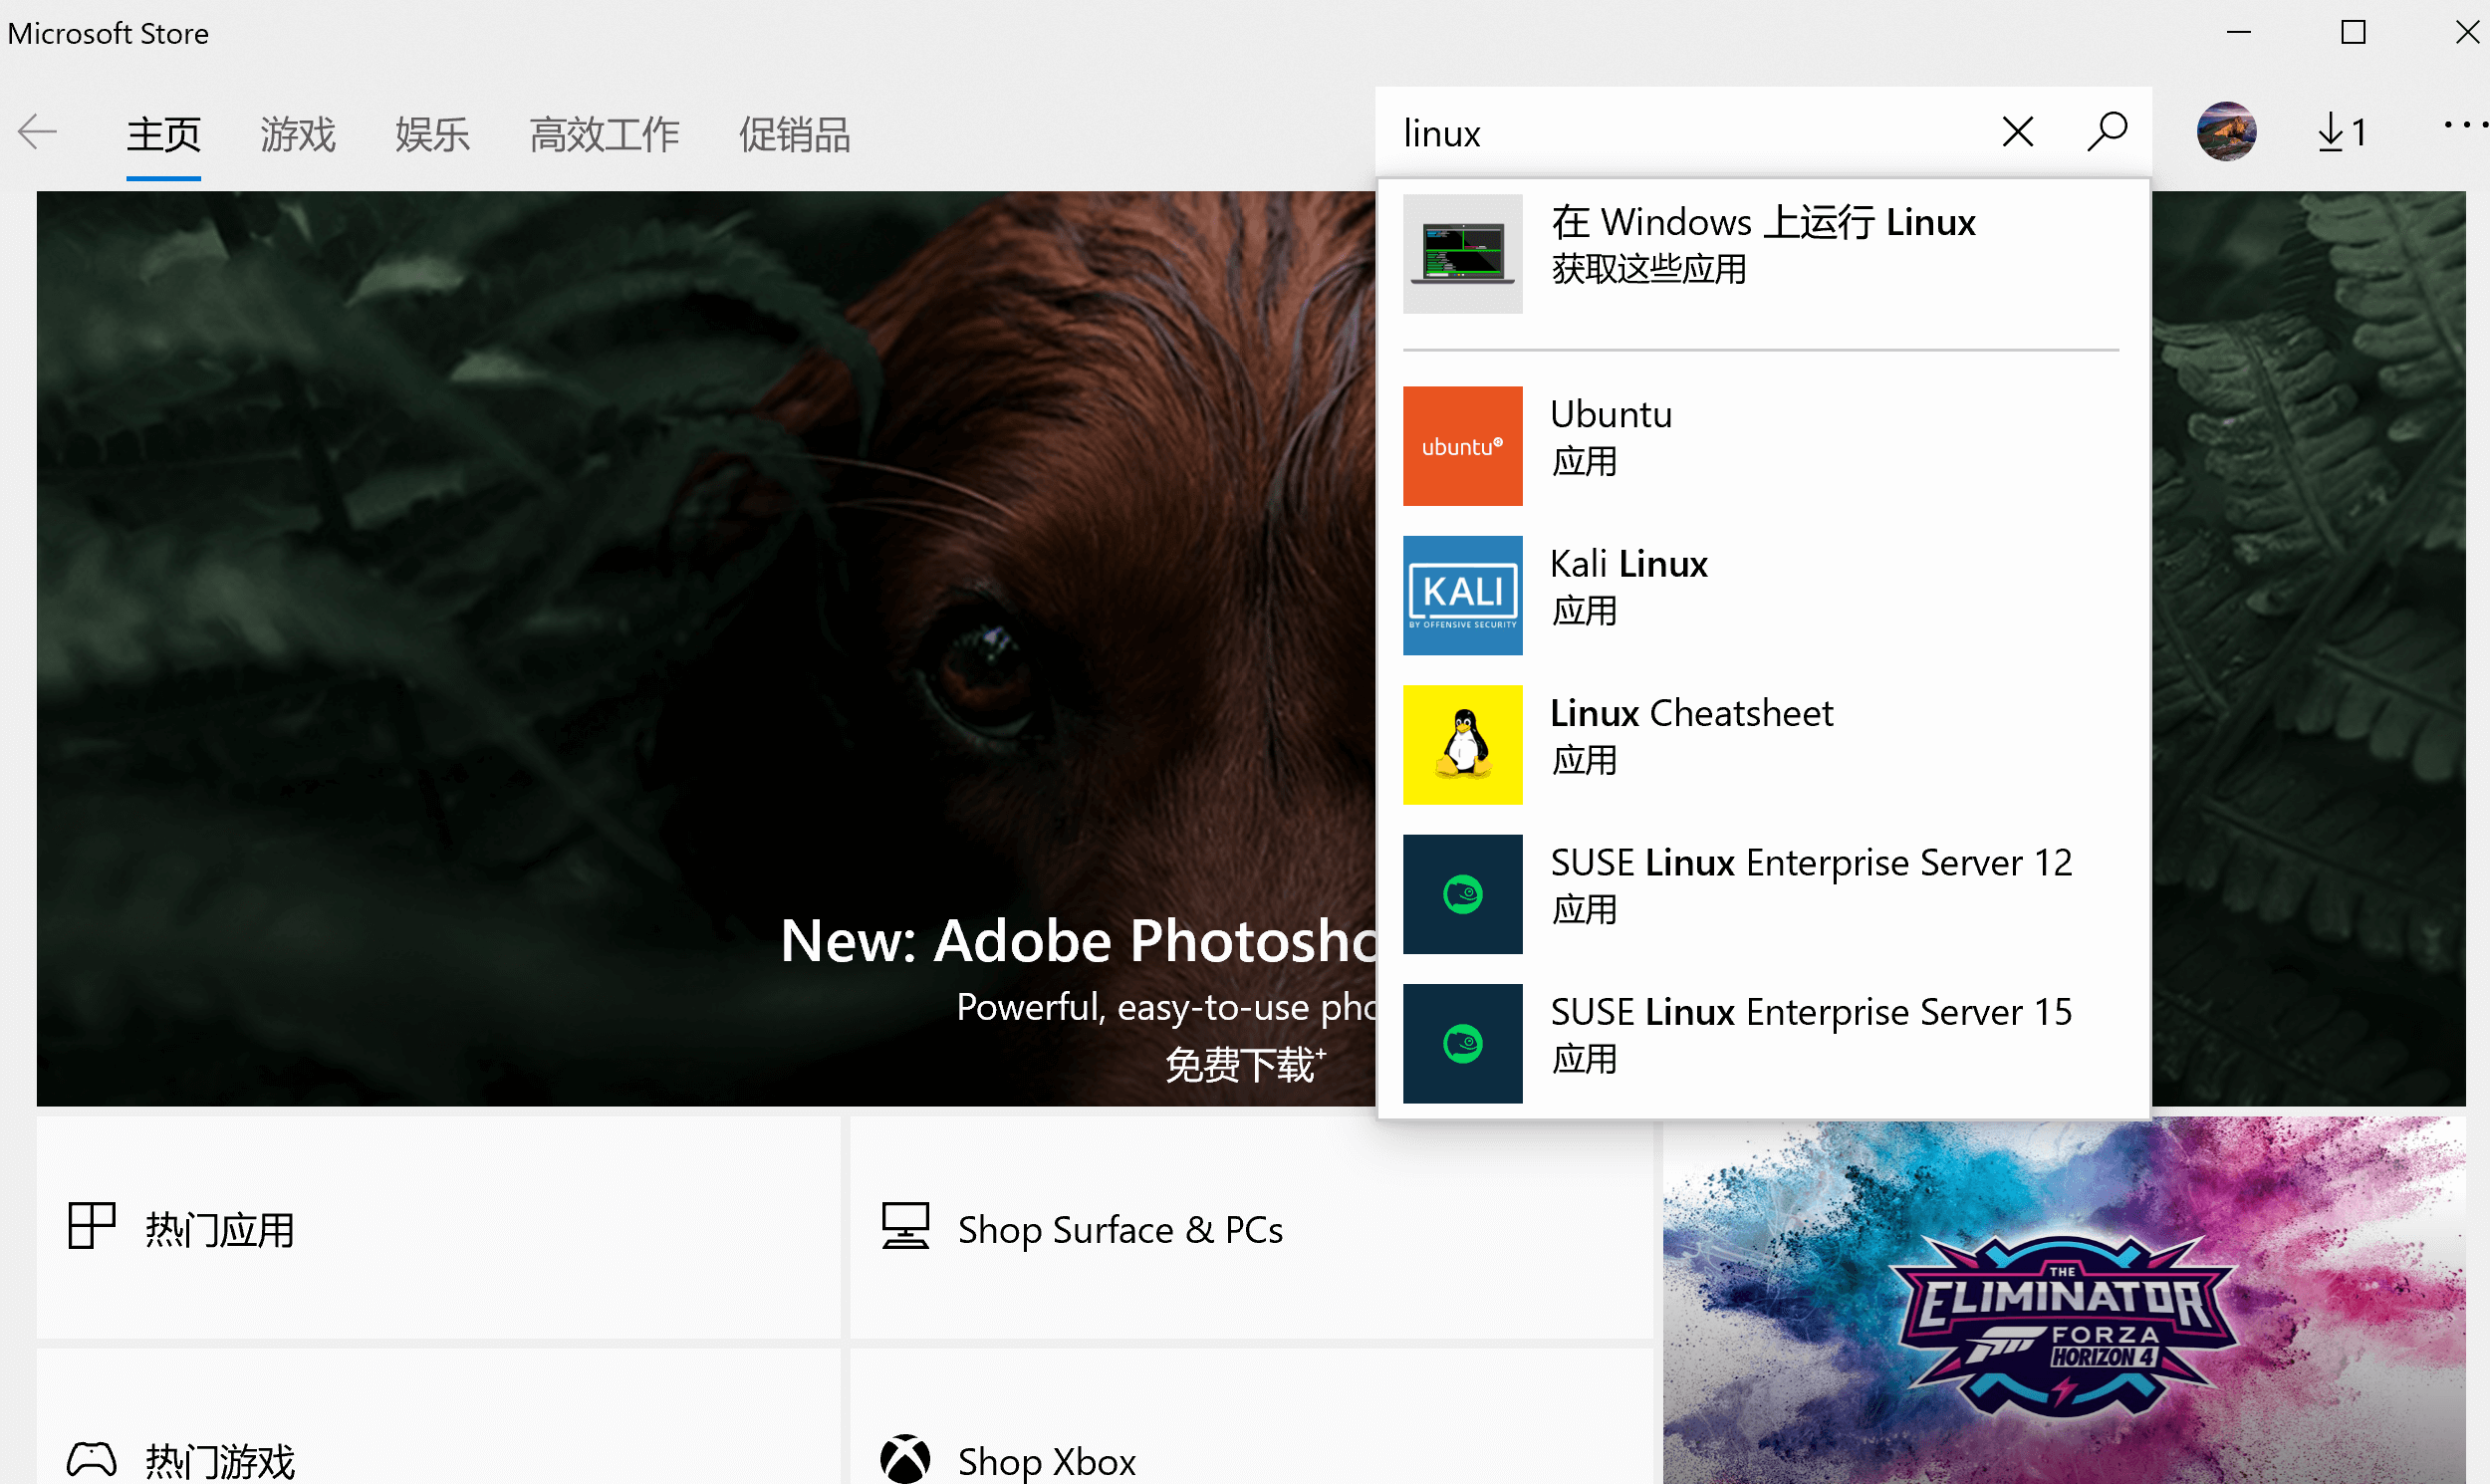 Microsoft Store
主页
游戏
娱乐
高效工作
促销品
linux
1
在 Windows 上运行 Linux
获取这些应用
ubuntu
Ubuntu
应用
KALI
BY OFFENSIVE SECURITY
Kali Linux
应用
Linux Cheatsheet
应用
SUSE Linux Enterprise Server 12
应用
SUSE Linux Enterprise Server 15
应用
New: Adobe Photosho
Powerful, easy-to-use pho
免费下载+
热门应用
Shop Surface & PCs
热门游戏
Shop Xbox
THE
ELIMINATOR
FORZA
HORIZON 4